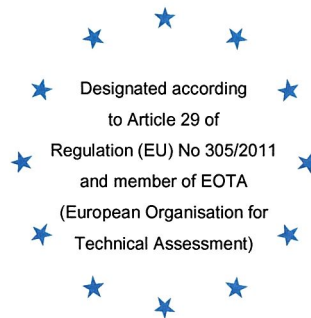 Designated according
to Article 29 of
Regulation (EU) No 305/2011
and member of EOTA
(European Organisation for
Technical Assessment)